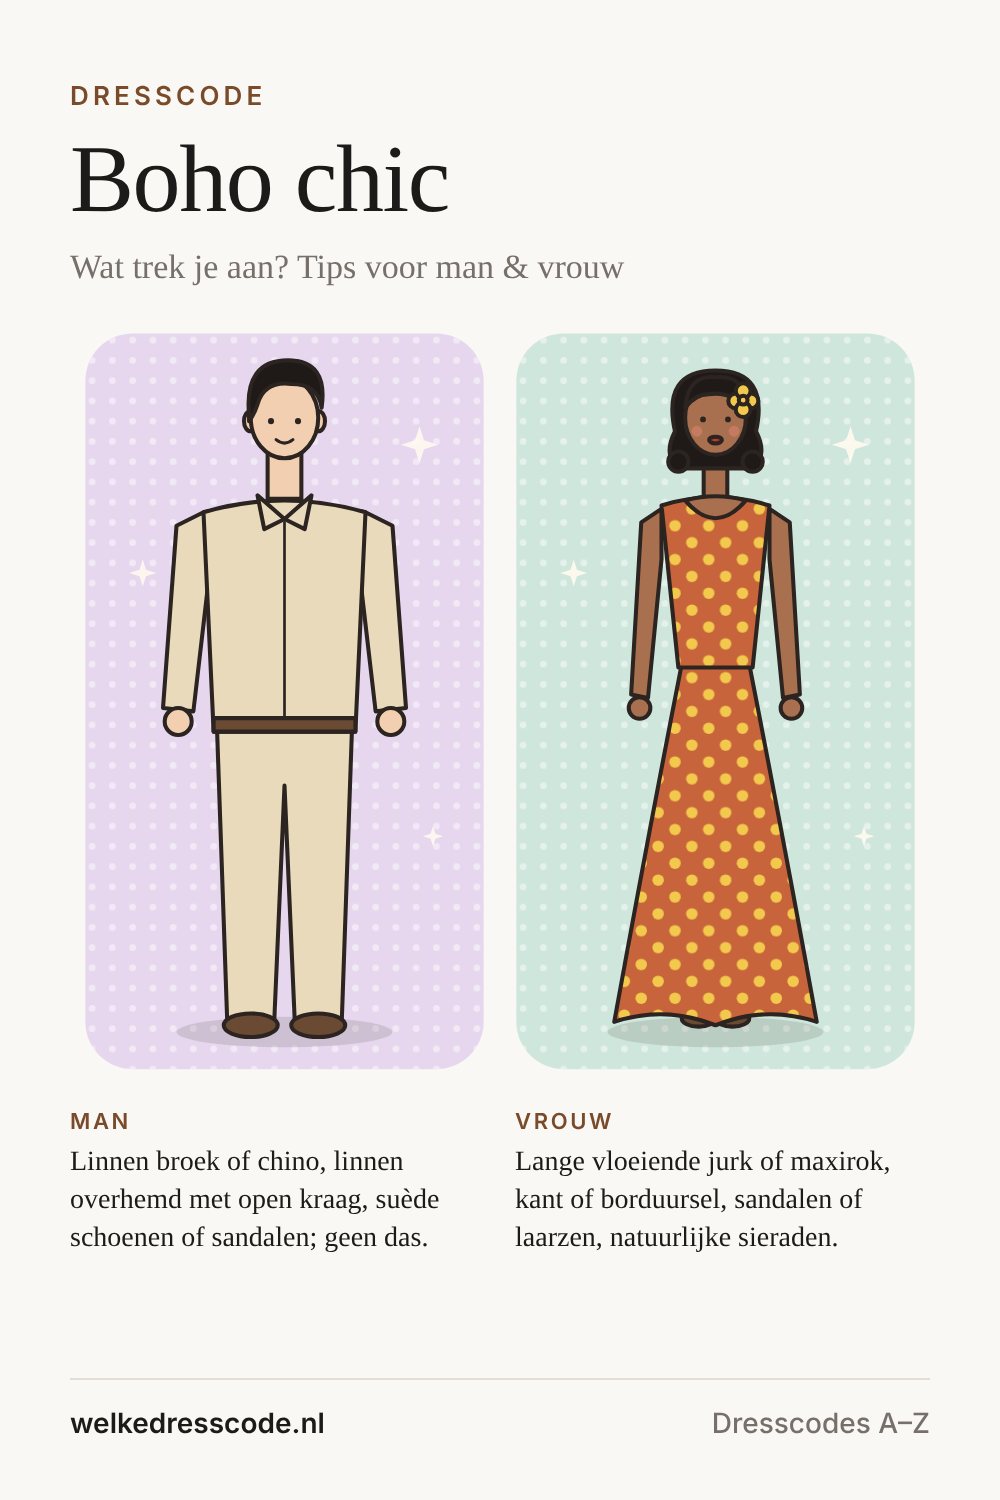 DRESSCODE
Boho chic
Wat trek je aan? Tips voor man & vrouw
MAN
Linnen broek of chino, linnen
overhemd met open kraag, suède
schoenen of sandalen; geen das.
VROUW
Lange vloeiende jurk of maxirok,
kant of borduursel, sandalen of
laarzen, natuurlijke sieraden.
welkedresscode.nl
Dresscodes A–Z